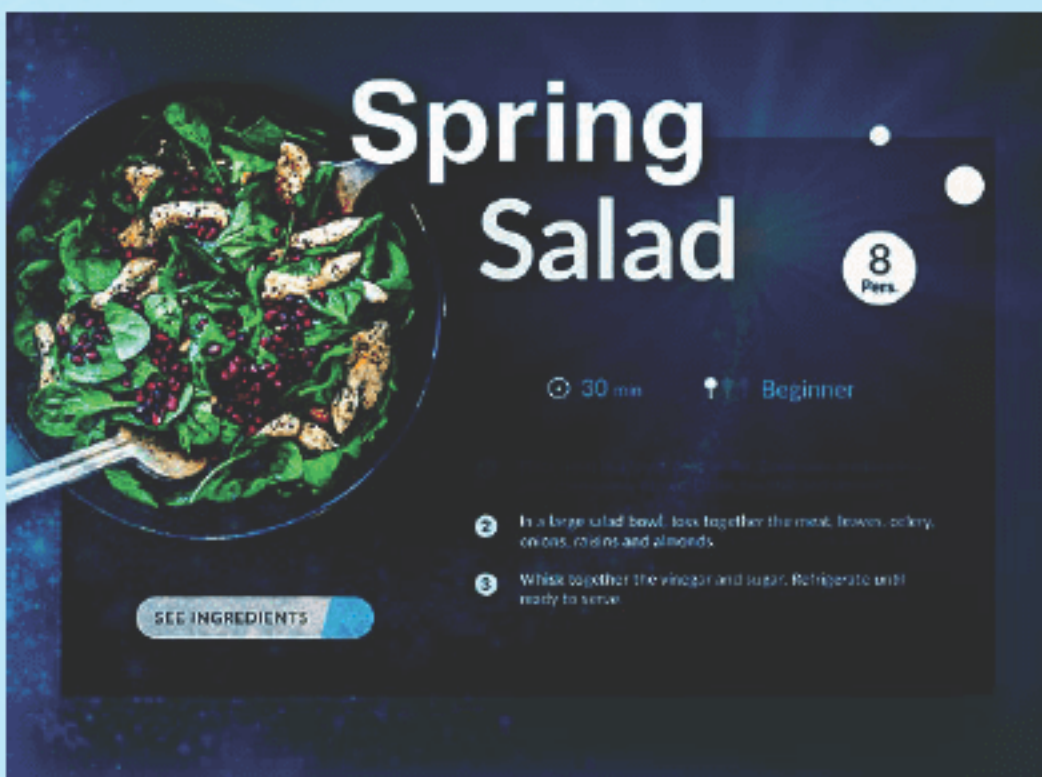 Spring
Salad
8
Pers.
30 min
Beginner
2
In a large salad bowl, toss together the meat, leaves, celery,
onions, raisins and almonds.
3
Whisk together the vinegar and sugar. Refrigerate until
ready to serve.
SEE INGREDIENTS